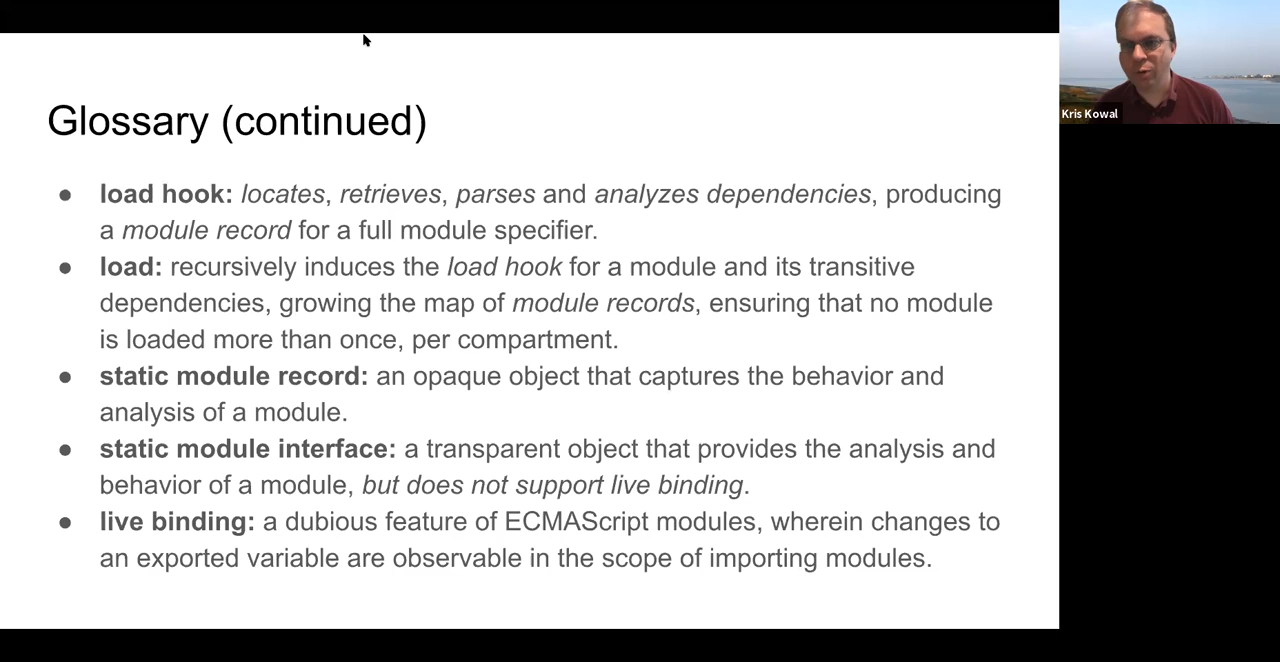 Glossary (continued)
● load hook: locates, retrieves, parses and analyzes dependencies, producing
a module record for a full module specifier.
● load: recursively induces the load hook for a module and its transitive
dependencies, growing the map of module records, ensuring that no module
is loaded more than once, per compartment.
● static module record: an opaque object that captures the behavior and
analysis of a module.
● static module interface: a transparent object that provides the analysis and
behavior of a module, but does not support live binding.
● live binding: a dubious feature of ECMAScript modules, wherein changes to
an exported variable are observable in the scope of importing modules.
Kris Kowal